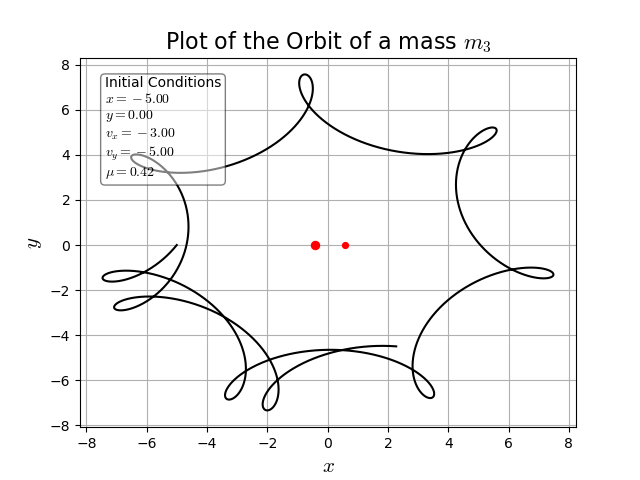 Plot of the Orbit of a mass m₃
Initial Conditions
x = −5.00
y = 0.00
vₓ = −3.00
v_y = −5.00
μ = 0.42
8
6
4
2
0
−2
−4
−6
−8
y
−8 −6 −4 −2 0 2 4 6 8
x